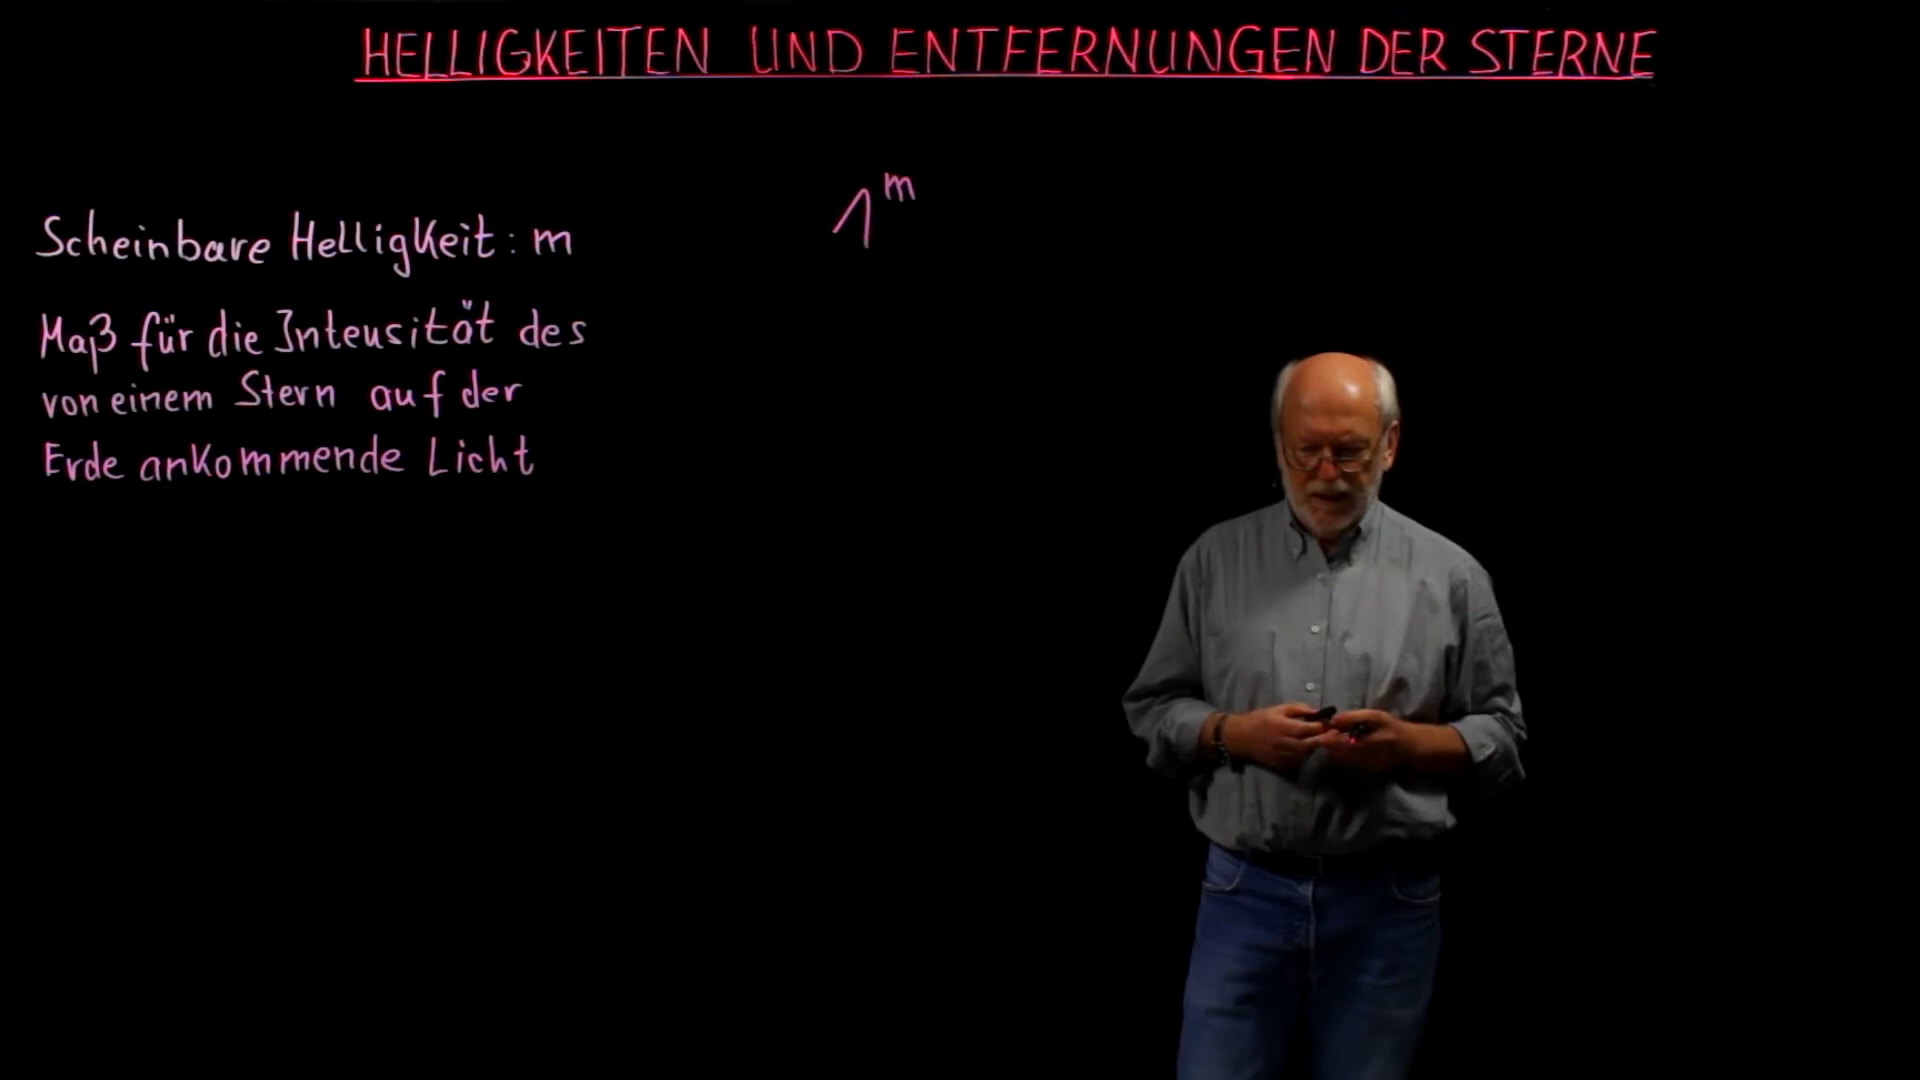 HELLIGKEITEN UND ENTFERNUNGEN DER STERNE
1^m
Scheinbare Helligkeit: m
Maß für die Intensität des
von einem Stern auf der
Erde ankommende Licht